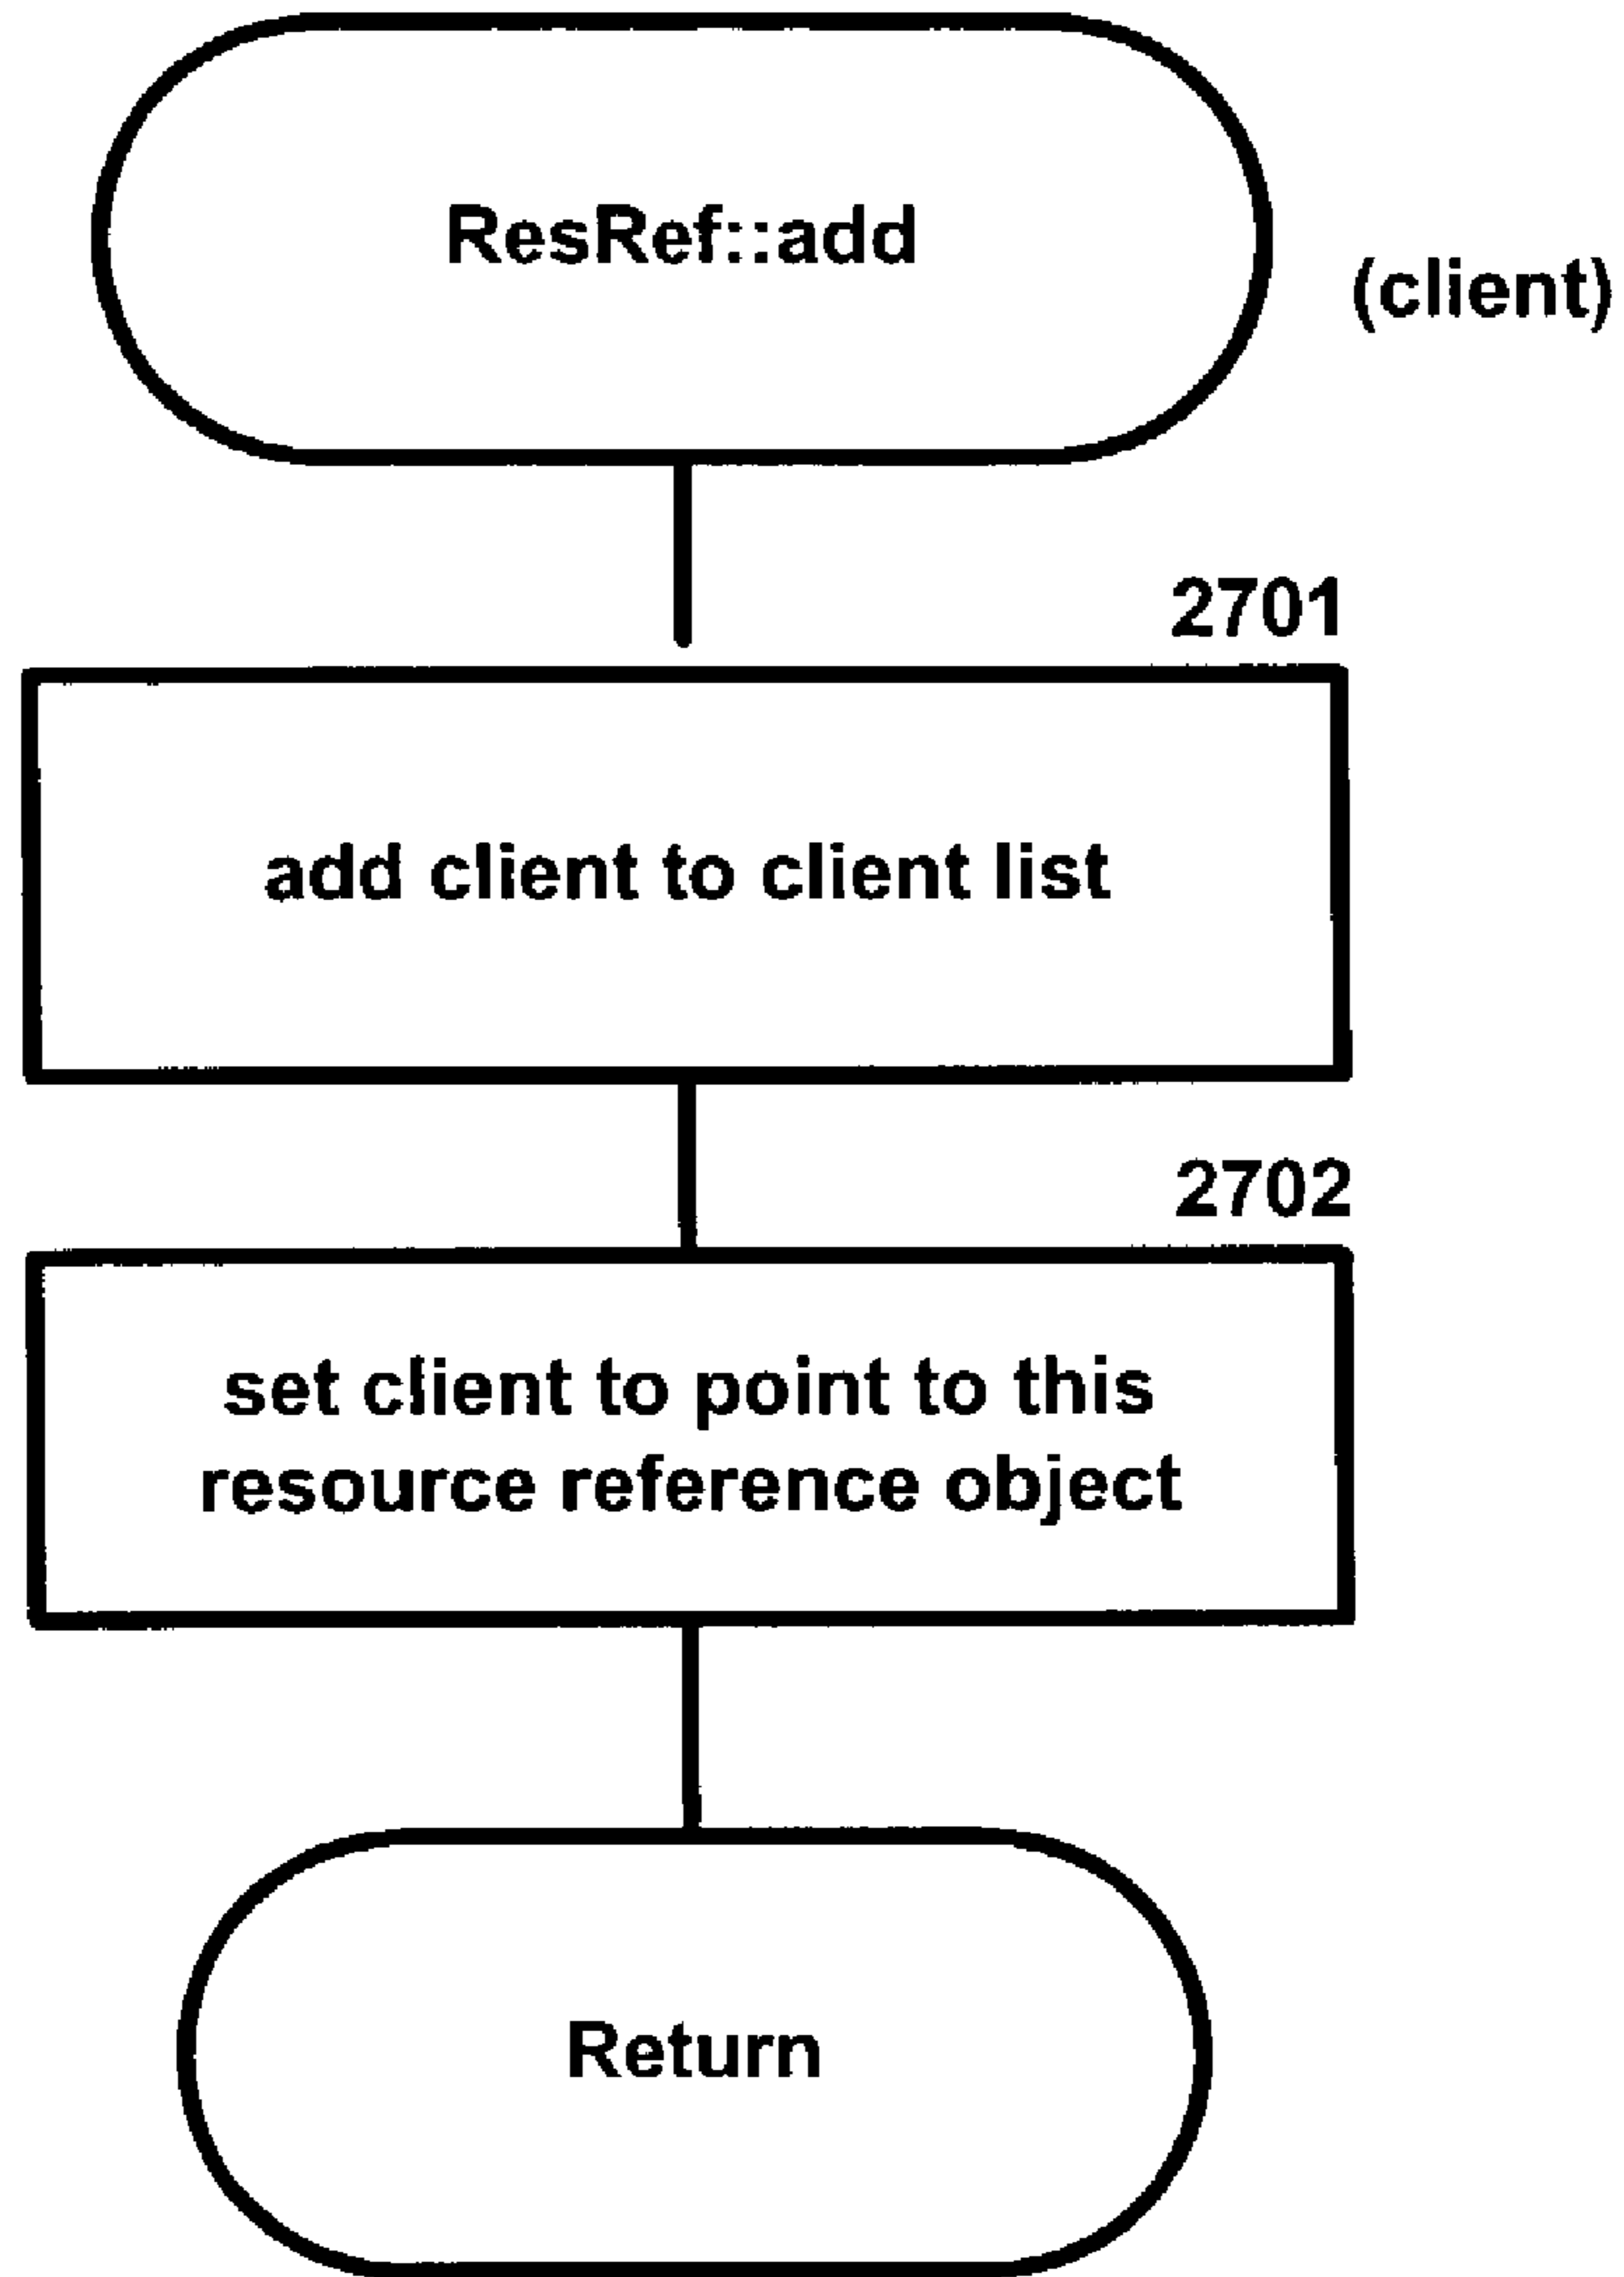 ResRef::add
(client)
2701
add client to client list
2702
set client to point to this
resource reference object
Return